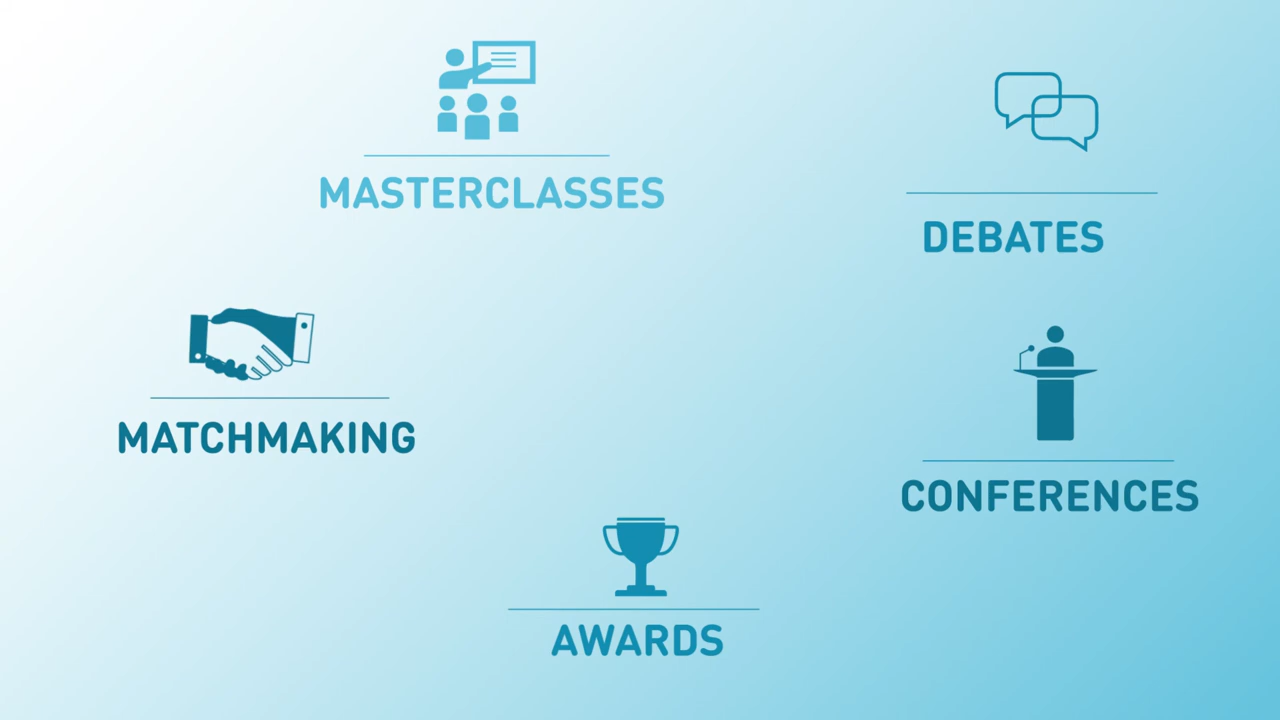 MASTERCLASSES
DEBATES
MATCHMAKING
CONFERENCES
AWARDS